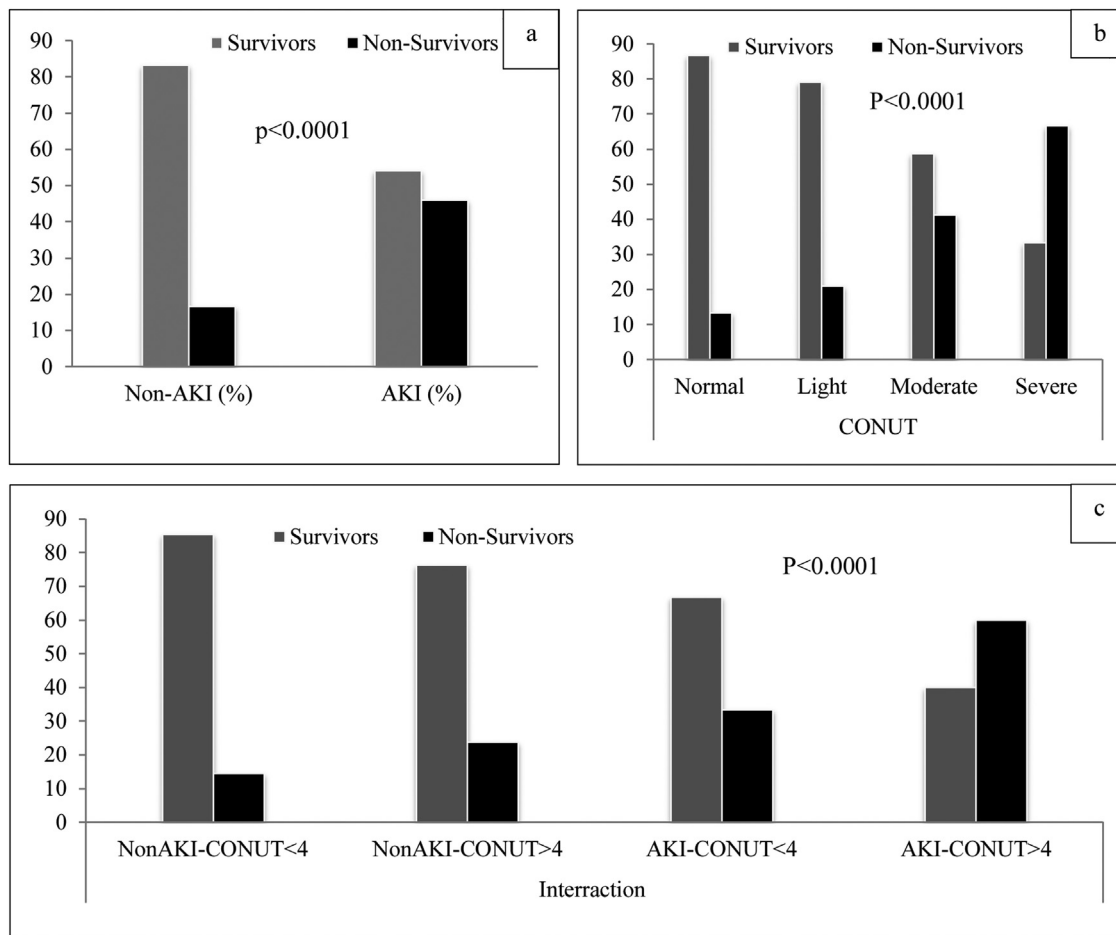 a
Survivors Non-Survivors
90
80
70
60
50
40
30
20
10
0
p<0.0001
Non-AKI (%) AKI (%)
b
Survivors Non-Survivors
90
80
70
60
50
40
30
20
10
0
P<0.0001
Normal Light Moderate Severe
CONUT
c
Survivors Non-Survivors
90
80
70
60
50
40
30
20
10
0
P<0.0001
NonAKI-CONUT<4 NonAKI-CONUT>4 AKI-CONUT<4 AKI-CONUT>4
Interraction